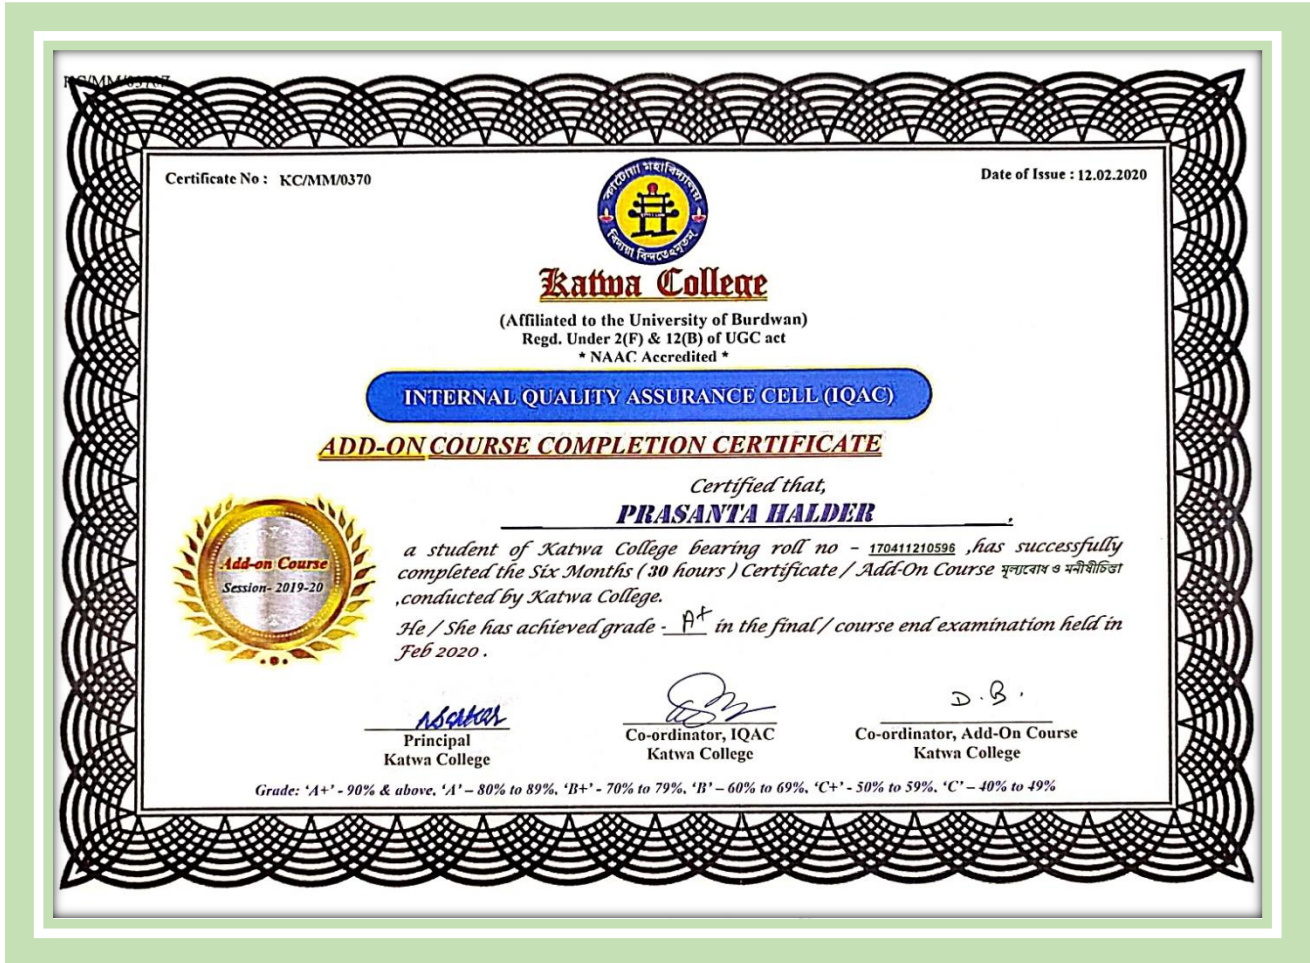 Certificate No : KC/MM/0370
Date of Issue : 12.02.2020
কাটোয়া মহাবিদ্যালয়
Katwa College
(Affiliated to the University of Burdwan)
Regd. Under 2(F) & 12(B) of UGC act
* NAAC Accredited *
INTERNAL QUALITY ASSURANCE CELL (IQAC)
ADD-ON COURSE COMPLETION CERTIFICATE
Certified that,
PRASANTA HALDER ,
a student of Katwa College bearing roll no - 170411210596 ,has successfully
completed the Six Months ( 30 hours ) Certificate / Add-On Course মূল্যবোধ ও মনীষীচিন্তা
,conducted by Katwa College.
He / She has achieved grade - A+ in the final / course end examination held in
Feb 2020 .
Add-on Course
Session- 2019-20
D.B.
Principal
Katwa College
Co-ordinator, IQAC
Katwa College
Co-ordinator, Add-On Course
Katwa College
Grade: ‘A+’ - 90% & above, ‘A’ – 80% to 89%, ‘B+’ - 70% to 79%, ‘B’ – 60% to 69%, ‘C+’ - 50% to 59%, ‘C’ – 40% to 49%